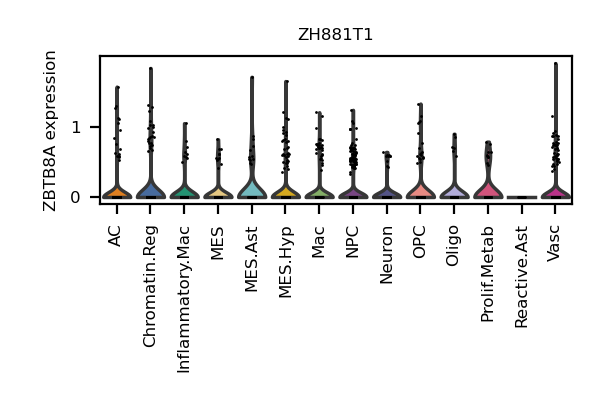 ZH881T1
ZBTB8A expression
1
0
AC
Chromatin.Reg
Inflammatory.Mac
MES
MES.Ast
MES.Hyp
Mac
NPC
Neuron
OPC
Oligo
Prolif.Metab
Reactive.Ast
Vasc